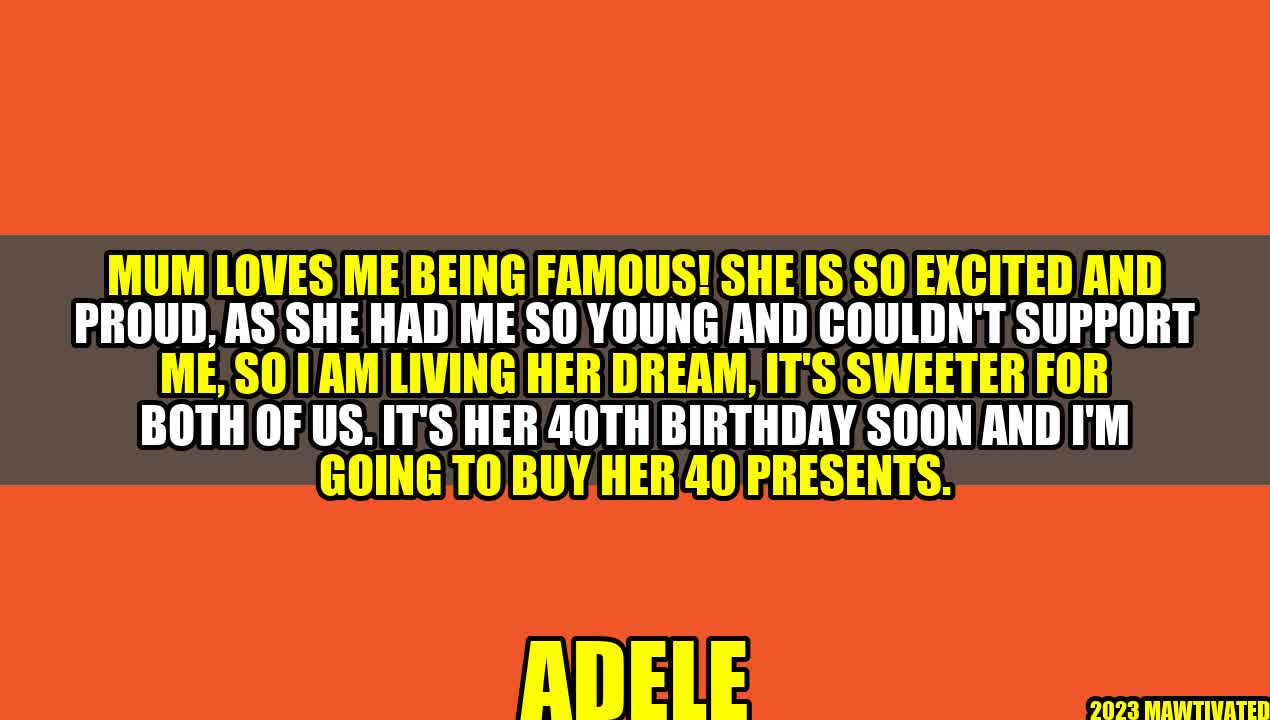 MUM LOVES ME BEING FAMOUS! SHE IS SO EXCITED AND
PROUD, AS SHE HAD ME SO YOUNG AND COULDN'T SUPPORT
ME, SO I AM LIVING HER DREAM, IT'S SWEETER FOR
BOTH OF US. IT'S HER 40TH BIRTHDAY SOON AND I'M
GOING TO BUY HER 40 PRESENTS.
ADELE
2023 MAWTIVATED